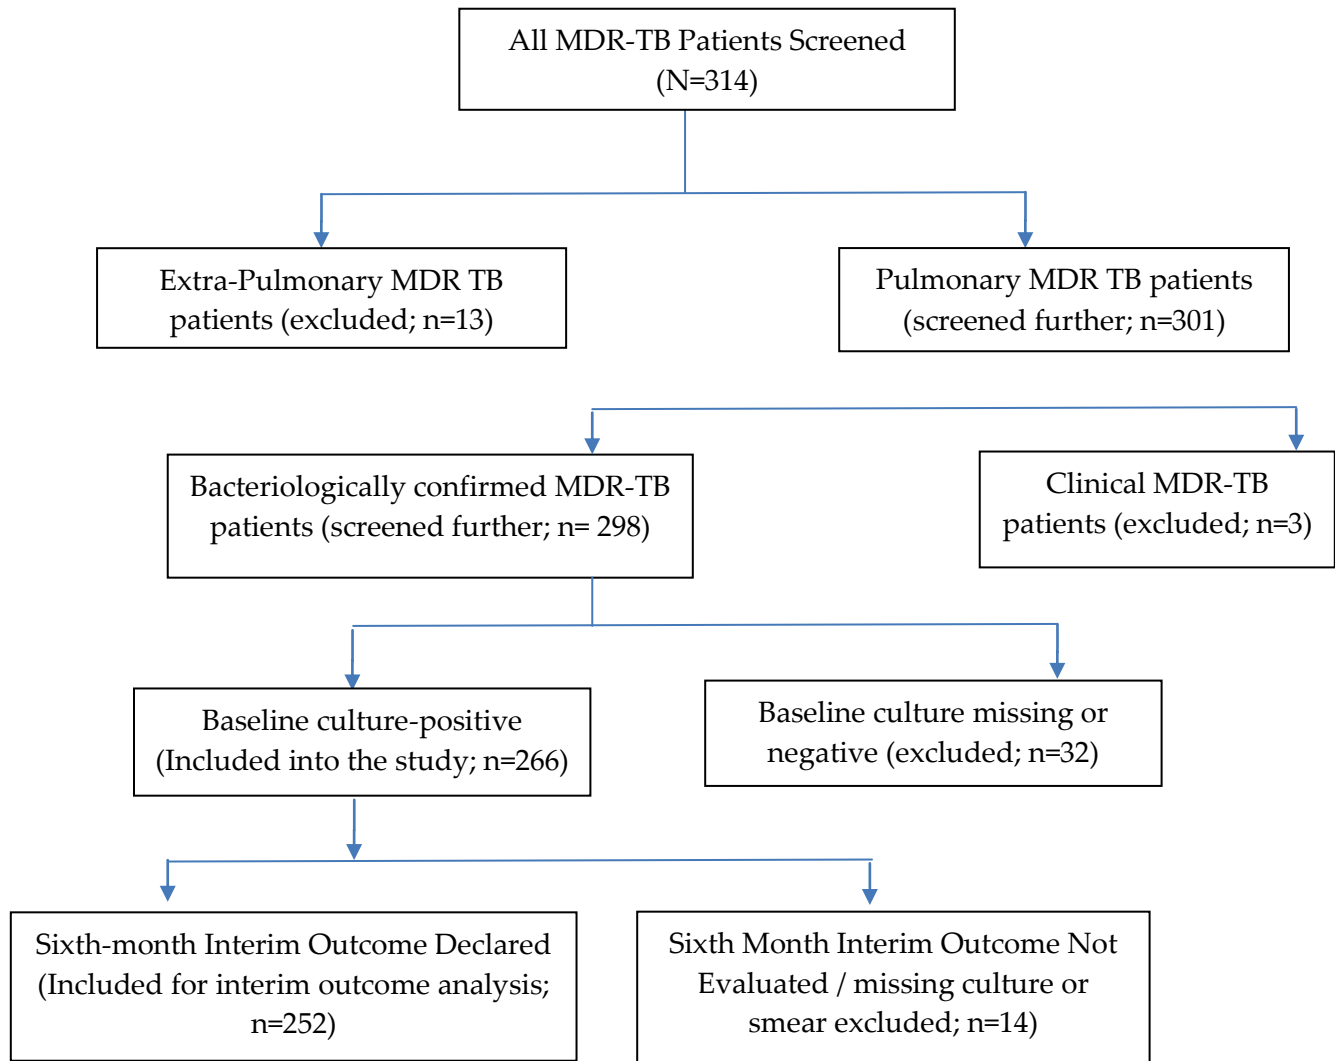 All MDR-TB Patients Screened
(N=314)
Extra-Pulmonary MDR TB
patients (excluded; n=13)
Pulmonary MDR TB patients
(screened further; n=301)
Bacteriologically confirmed MDR-TB
patients (screened further; n= 298)
Clinical MDR-TB
patients (excluded; n=3)
Baseline culture-positive
(Included into the study; n=266)
Baseline culture missing or
negative (excluded; n=32)
Sixth-month Interim Outcome Declared
(Included for interim outcome analysis;
n=252)
Sixth Month Interim Outcome Not
Evaluated / missing culture or
smear excluded; n=14)